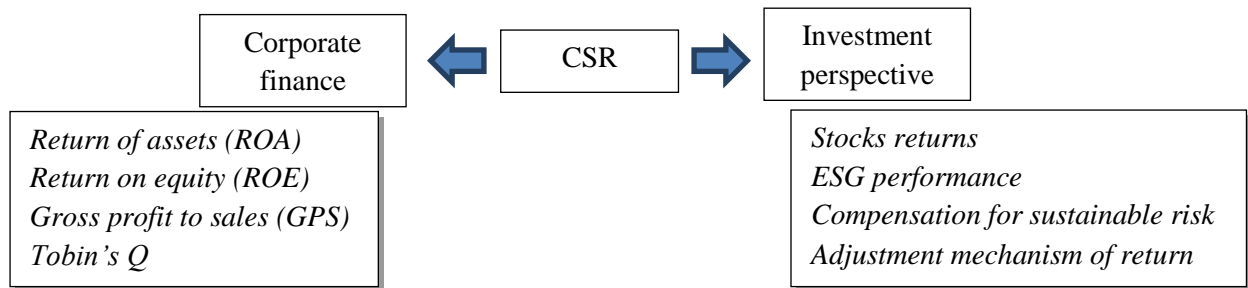 Corporate
finance
CSR
Investment
perspective
Return of assets (ROA)
Return on equity (ROE)
Gross profit to sales (GPS)
Tobin’s Q
Stocks returns
ESG performance
Compensation for sustainable risk
Adjustment mechanism of return